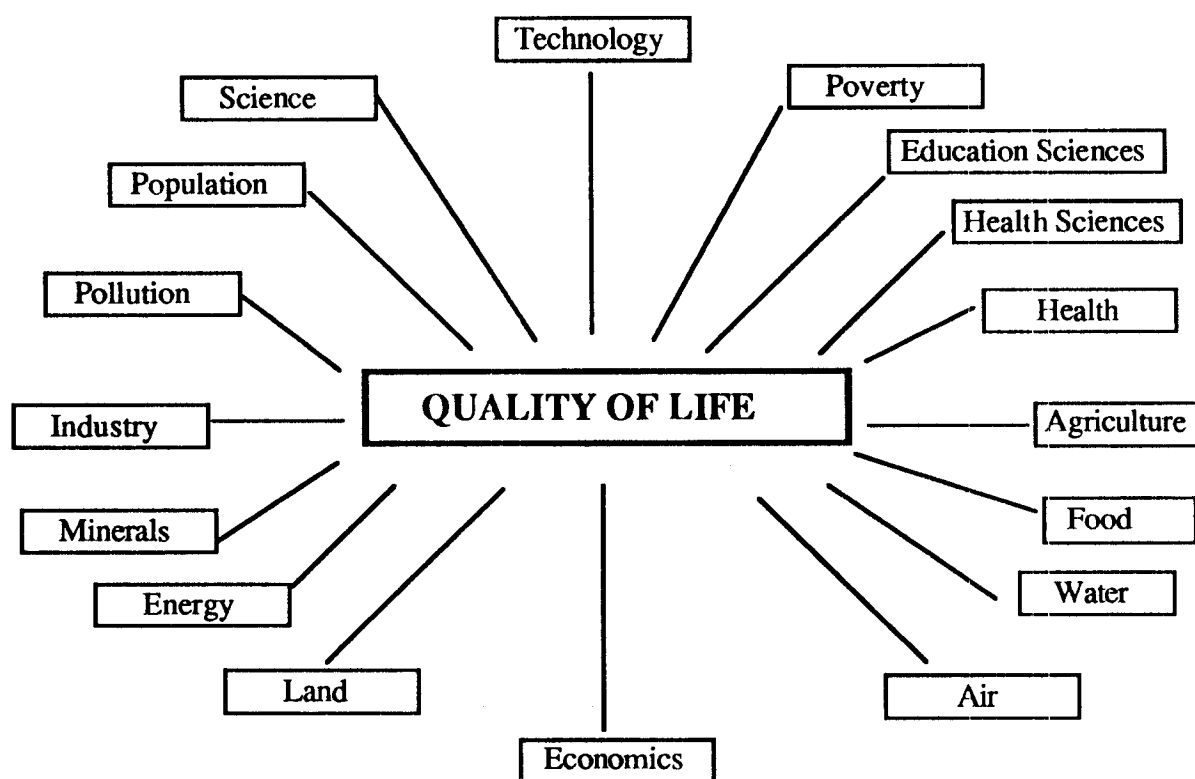 Technology
Science
Poverty
Population
Education Sciences
Health Sciences
Pollution
Health
QUALITY OF LIFE
Industry
Agriculture
Minerals
Food
Energy
Water
Land
Air
Economics